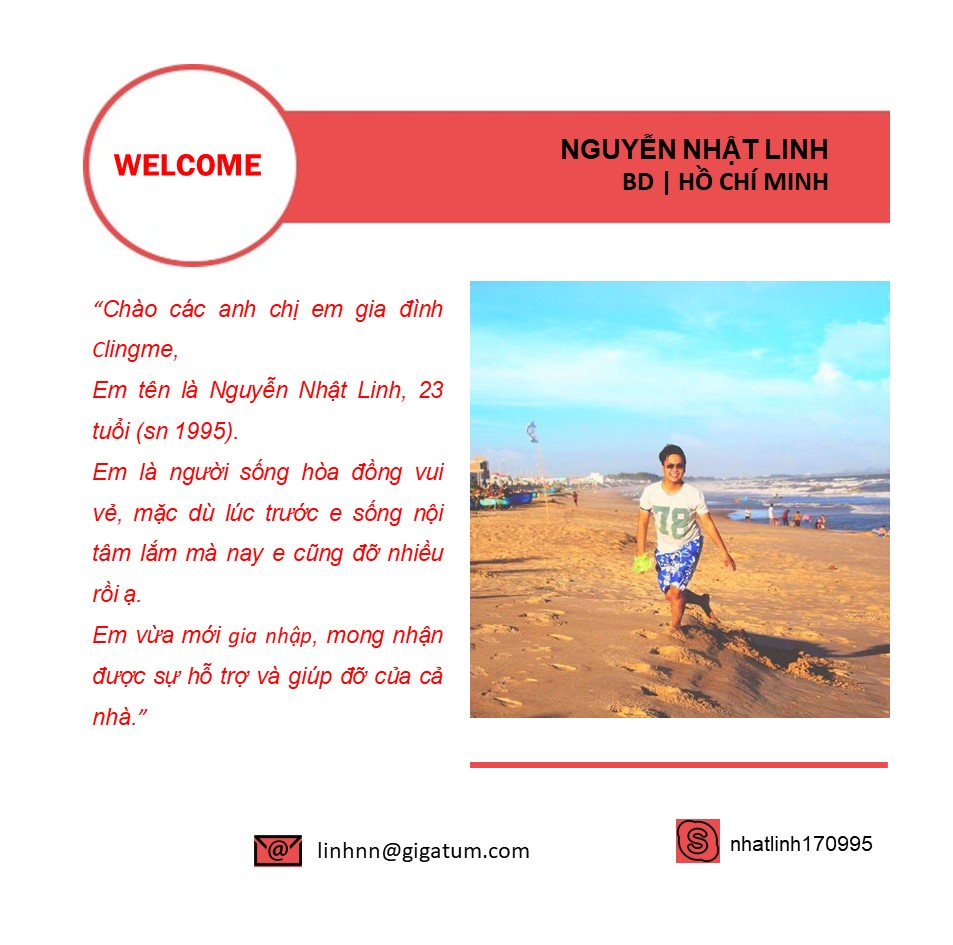 WELCOME
NGUYỄN NHẬT LINH
BD | HỒ CHÍ MINH
“Chào các anh chị em gia đình
Clingme,
Em tên là Nguyễn Nhật Linh, 23
tuổi (sn 1995).
Em là người sống hòa đồng vui
vẻ, mặc dù lúc trước e sống nội
tâm lắm mà nay e cũng đỡ nhiều
rồi ạ.
Em vừa mới gia nhập, mong nhận
được sự hỗ trợ và giúp đỡ của cả
nhà.”
78
linhnn@gigatum.com
nhatlinh170995